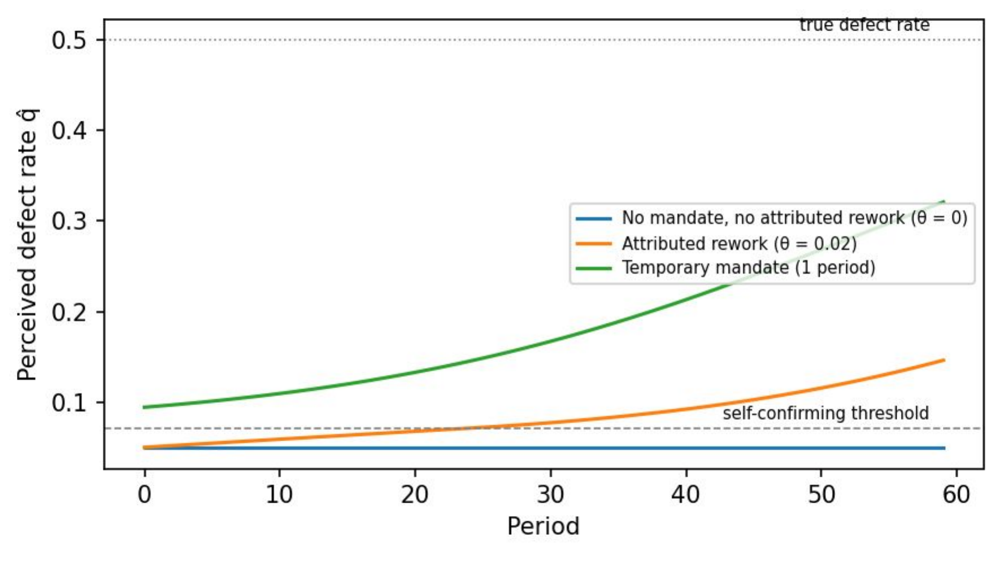 true defect rate
0.5
0.4
0.3
0.2
0.1
Perceived defect rate q̂
No mandate, no attributed rework (θ = 0)
Attributed rework (θ = 0.02)
Temporary mandate (1 period)
self-confirming threshold
0 10 20 30 40 50 60
Period